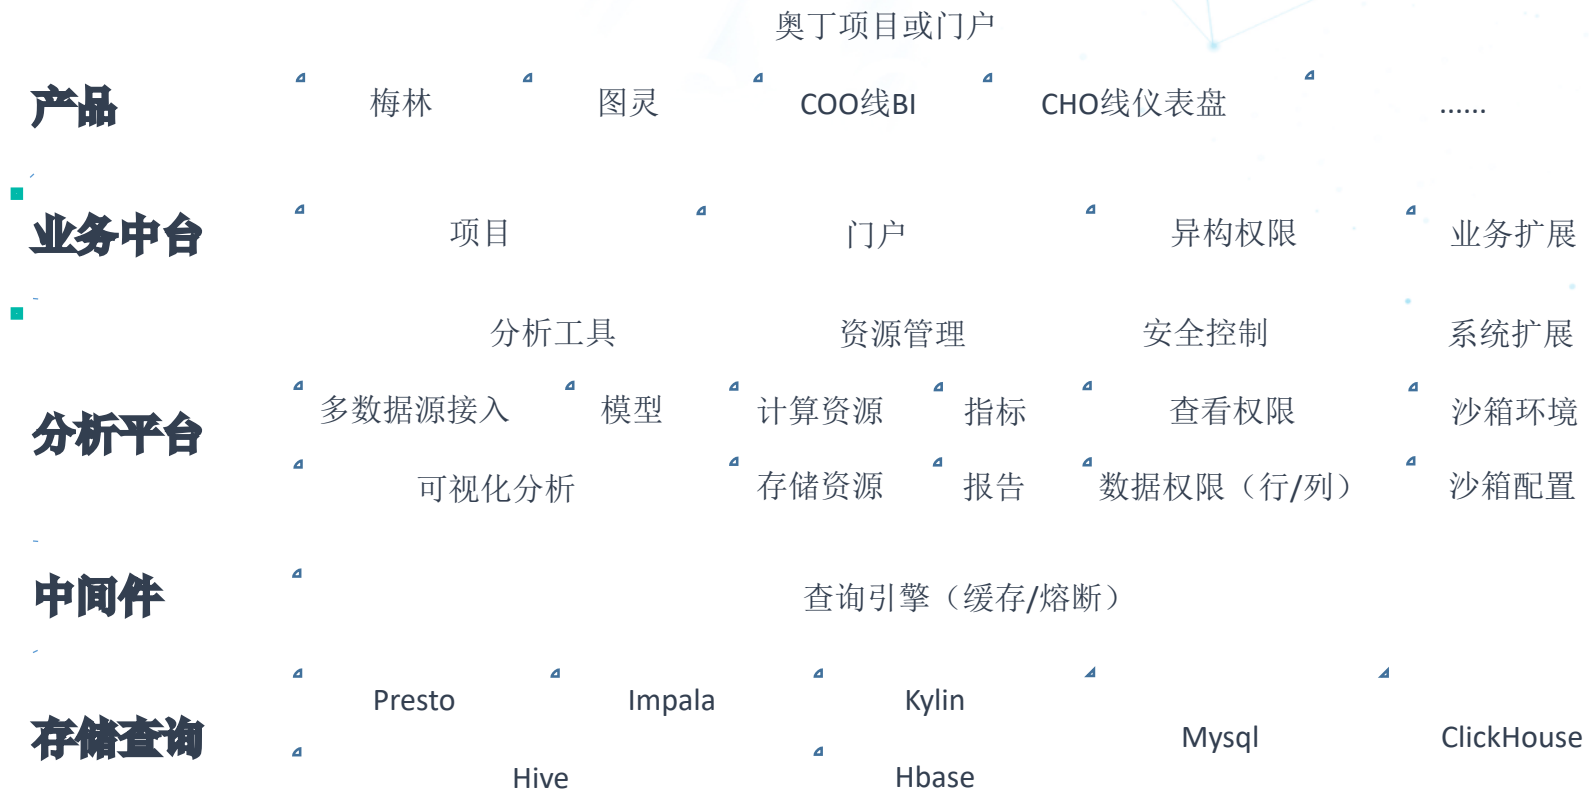 奥丁项目或门户
产品 梅林 图灵 COO线BI CHO线仪表盘 ......
业务中台 项目 门户 异构权限 业务扩展
分析工具 资源管理 安全控制 系统扩展
分析平台 多数据源接入 模型 计算资源 指标 查看权限 沙箱环境
可视化分析 存储资源 报告 数据权限（行/列） 沙箱配置
中间件 查询引擎（缓存/熔断）
存储查询 Presto Impala Kylin Mysql ClickHouse
Hive Hbase